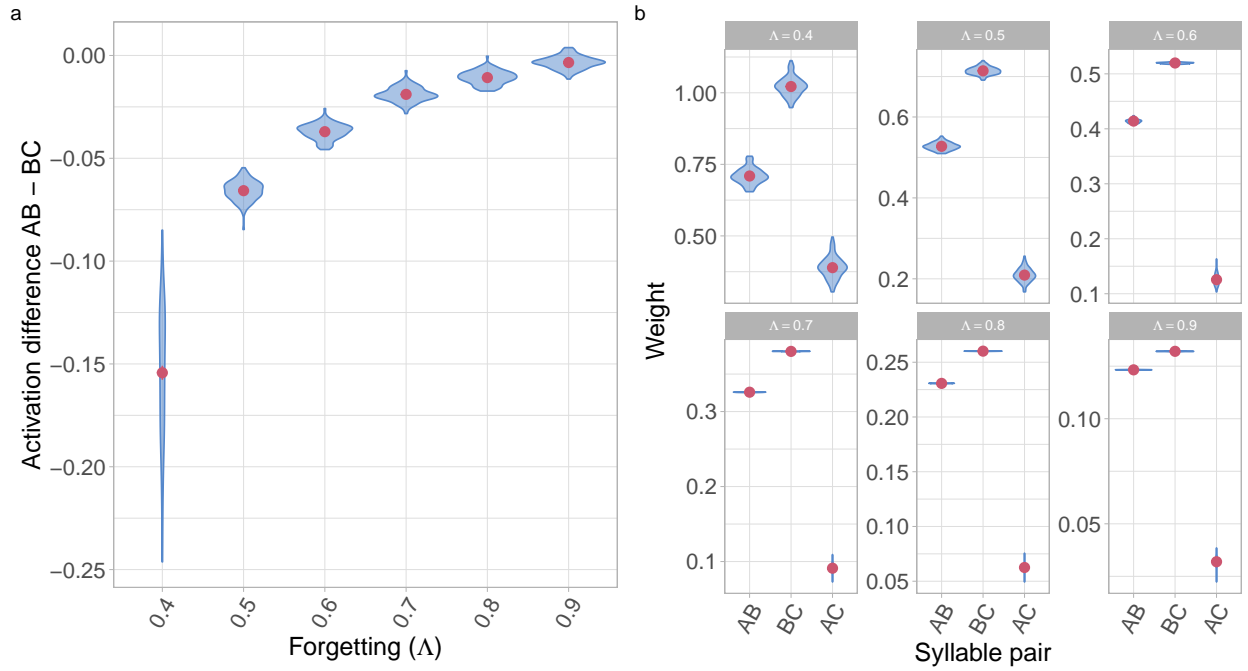 a
Activation difference AB − BC
0.00
−0.05
−0.10
−0.15
−0.20
−0.25
0.4
0.5
0.6
0.7
0.8
0.9
Forgetting (Λ)
b
Weight
Λ = 0.4
1.00
0.75
0.50
Λ = 0.5
0.6
0.4
0.2
Λ = 0.6
0.5
0.4
0.3
0.2
0.1
Λ = 0.7
0.3
0.2
0.1
AB
BC
AC
Λ = 0.8
0.25
0.20
0.15
0.10
0.05
AB
BC
AC
Λ = 0.9
0.10
0.05
AB
BC
AC
Syllable pair